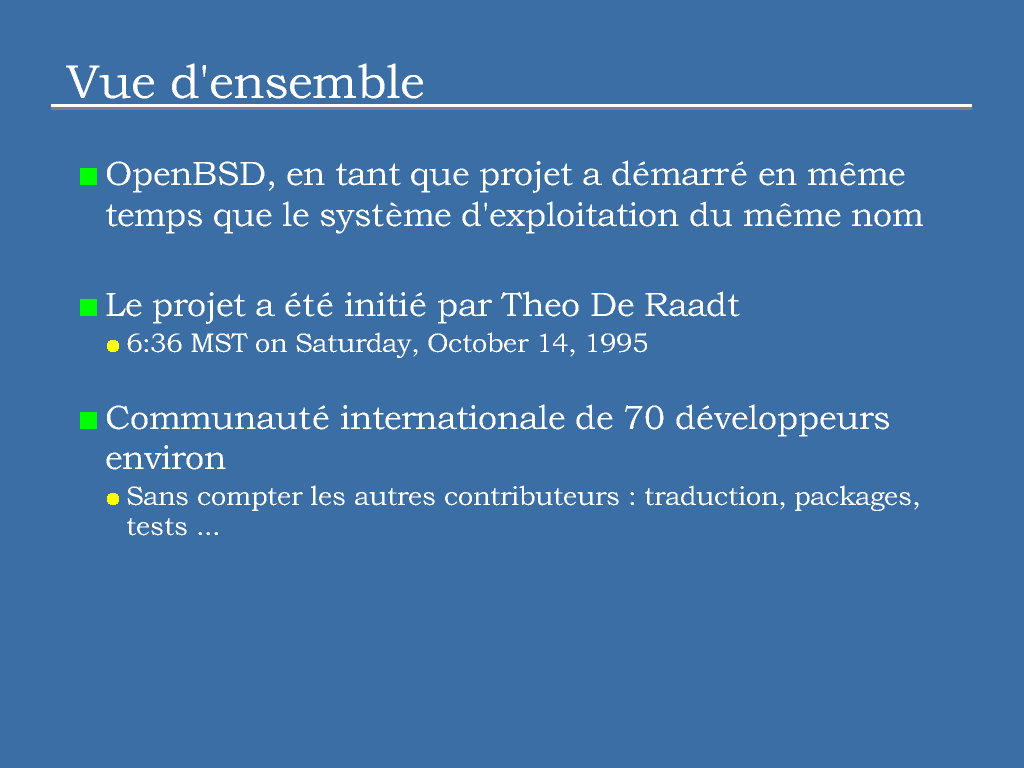 Vue d'ensemble
OpenBSD, en tant que projet a démarré en même
temps que le système d'exploitation du même nom
Le projet a été initié par Theo De Raadt
6:36 MST on Saturday, October 14, 1995
Communauté internationale de 70 développeurs
environ
Sans compter les autres contributeurs : traduction, packages,
tests ...